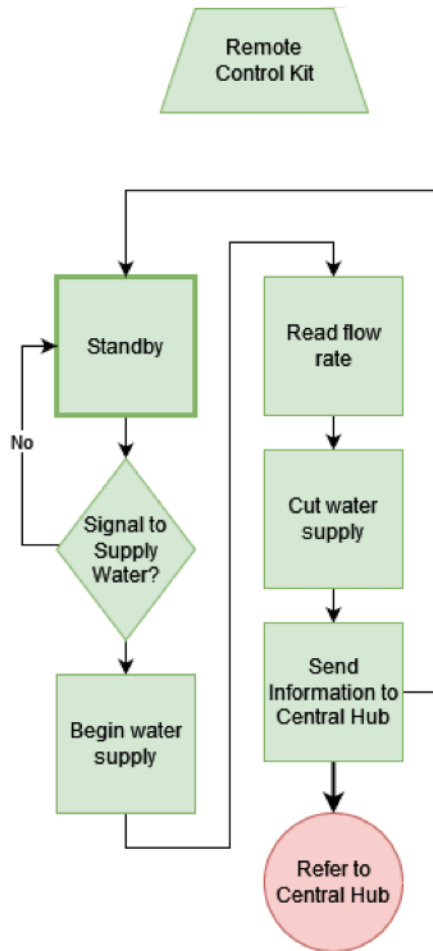 Remote
Control Kit
Standby
No
Signal to
Supply
Water?
Begin water
supply
Read flow
rate
Cut water
supply
Send
Information to
Central Hub
Refer to
Central Hub